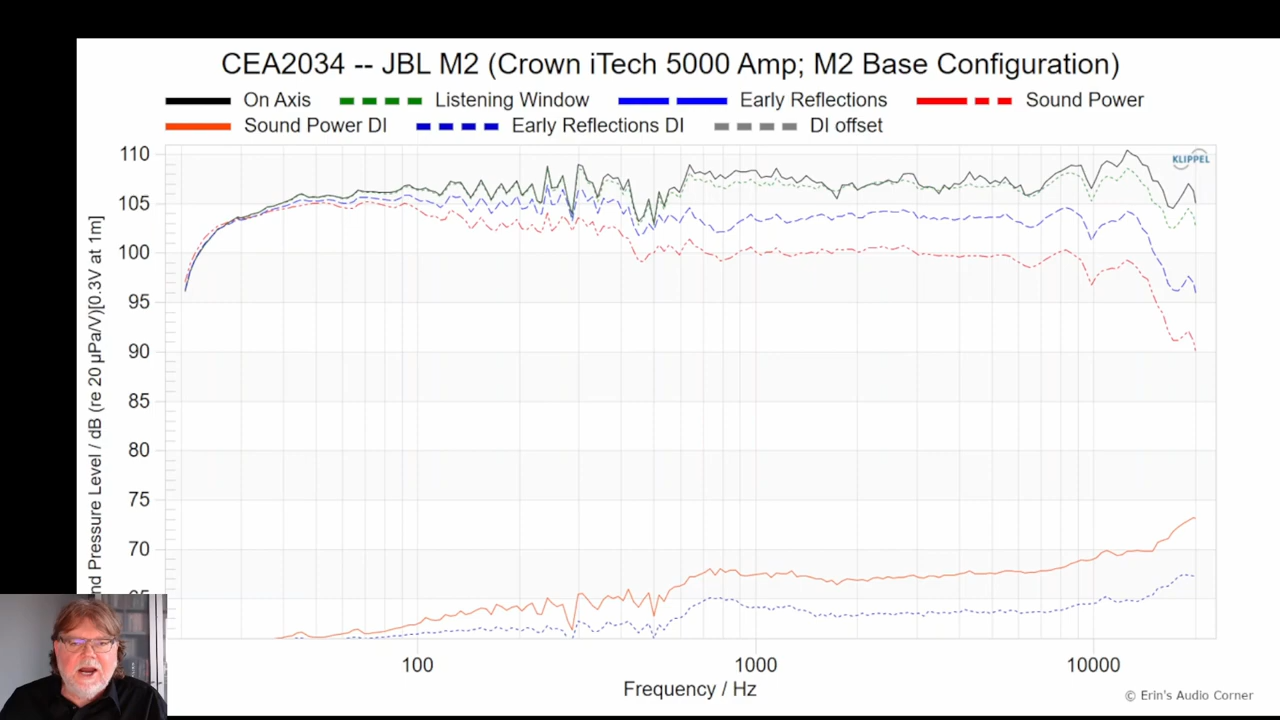 CEA2034 -- JBL M2 (Crown iTech 5000 Amp; M2 Base Configuration)
On Axis Listening Window Early Reflections Sound Power
Sound Power DI Early Reflections DI DI offset
110
KLIPPEL
105
100
95
90
85
80
75
70
nd Pressure Level / dB (re 20 µPa/V)[0.3V at 1m]
100 1000 10000
Frequency / Hz
© Erin's Audio Corner